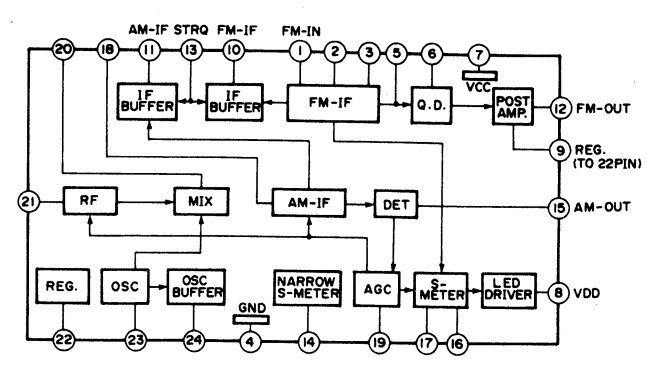 AM-IF STRQ FM-IF FM-IN
20 18 11 13 10 1 2 3 5 6 7
VCC
IF BUFFER
IF BUFFER
FM-IF
Q.D.
POST AMP.
12 FM-OUT
9 REG.
(TO 22PIN)
21 RF MIX AM-IF DET 15 AM-OUT
REG.
OSC
OSC BUFFER
GND
NARROW S-METER
AGC
S-METER
LED DRIVER
8 VDD
22 23 24 4 14 19 17 16